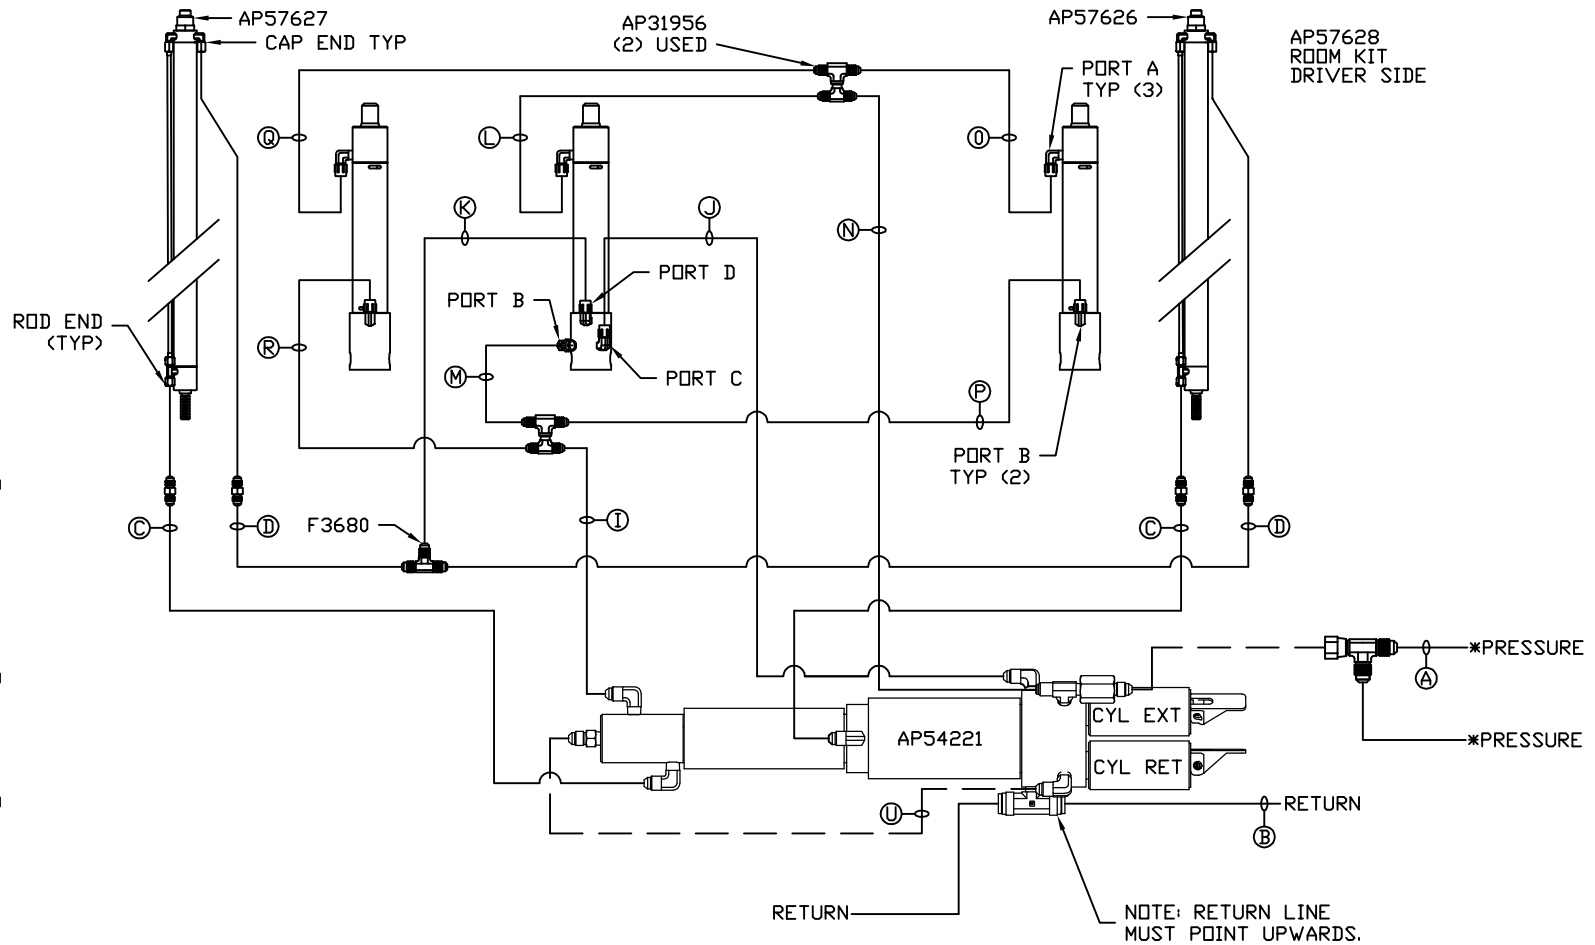 AP57627
CAP END TYP
AP31956
(2) USED
AP57626
AP57628
ROOM KIT
DRIVER SIDE
PORT A
TYP (3)
Q
L
O
K
J
N
PORT D
PORT B
ROD END
(TYP)
R
M
PORT C
P
PORT B
TYP (2)
C
D
F3680
I
C
D
*PRESSURE
A
CYL EXT
AP54221
*PRESSURE
CYL RET
U
RETURN
B
RETURN
NOTE: RETURN LINE
MUST POINT UPWARDS.